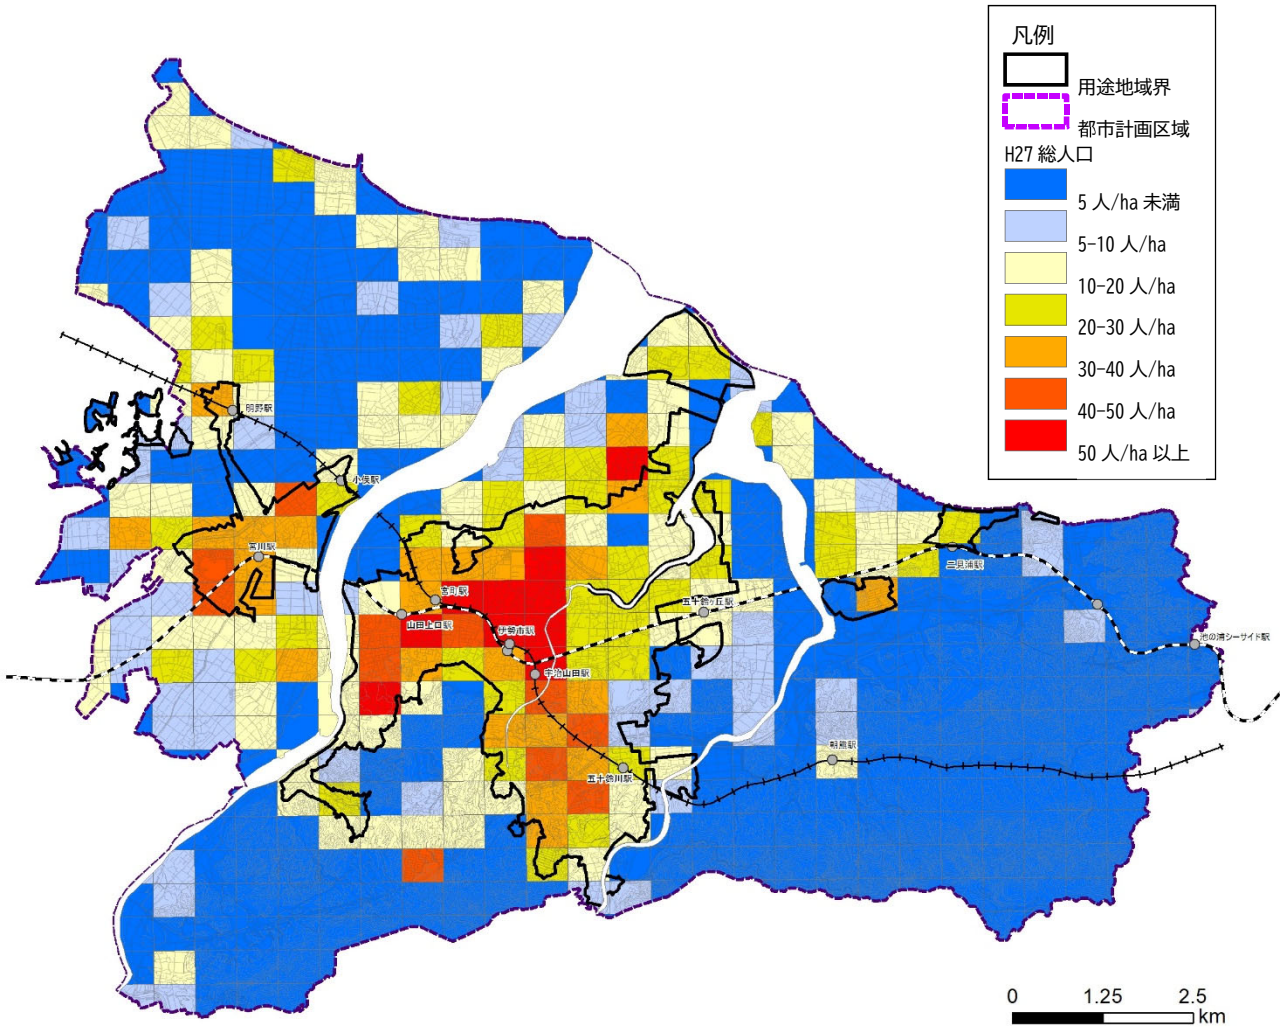 凡例
用途地域界
都市計画区域
H27 総人口
5 人/ha 未満
5-10 人/ha
10-20 人/ha
20-30 人/ha
30-40 人/ha
40-50 人/ha
50 人/ha 以上
明野駅
小俣駅
宮川駅
宮町駅
山田上口駅
伊勢市駅
宇治山田駅
五十鈴ヶ丘駅
五十鈴川駅
二見浦駅
池の浦シーサイド駅
朝熊駅
0 1.25 2.5
km